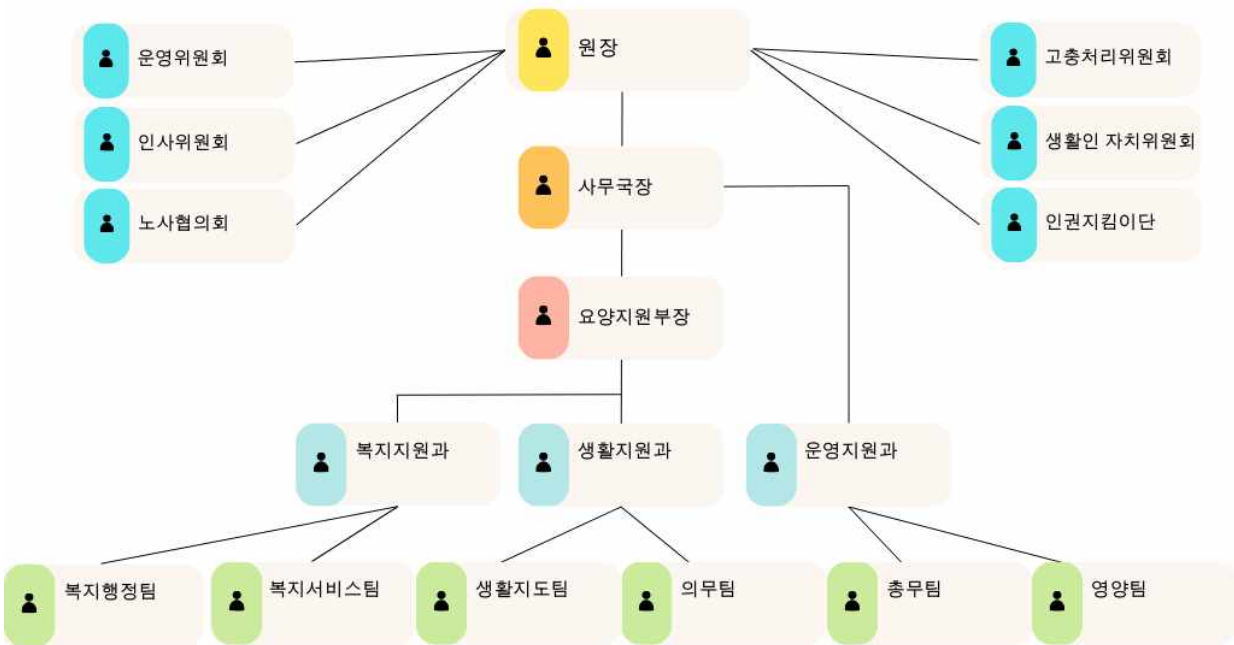 운영위원회
원장
고충처리위원회
인사위원회
생활인 자치위원회
사무국장
노사협의회
인권지킴이단
요양지원부장
복지지원과
생활지원과
운영지원과
복지행정팀
복지서비스팀
생활지도팀
의무팀
총무팀
영양팀